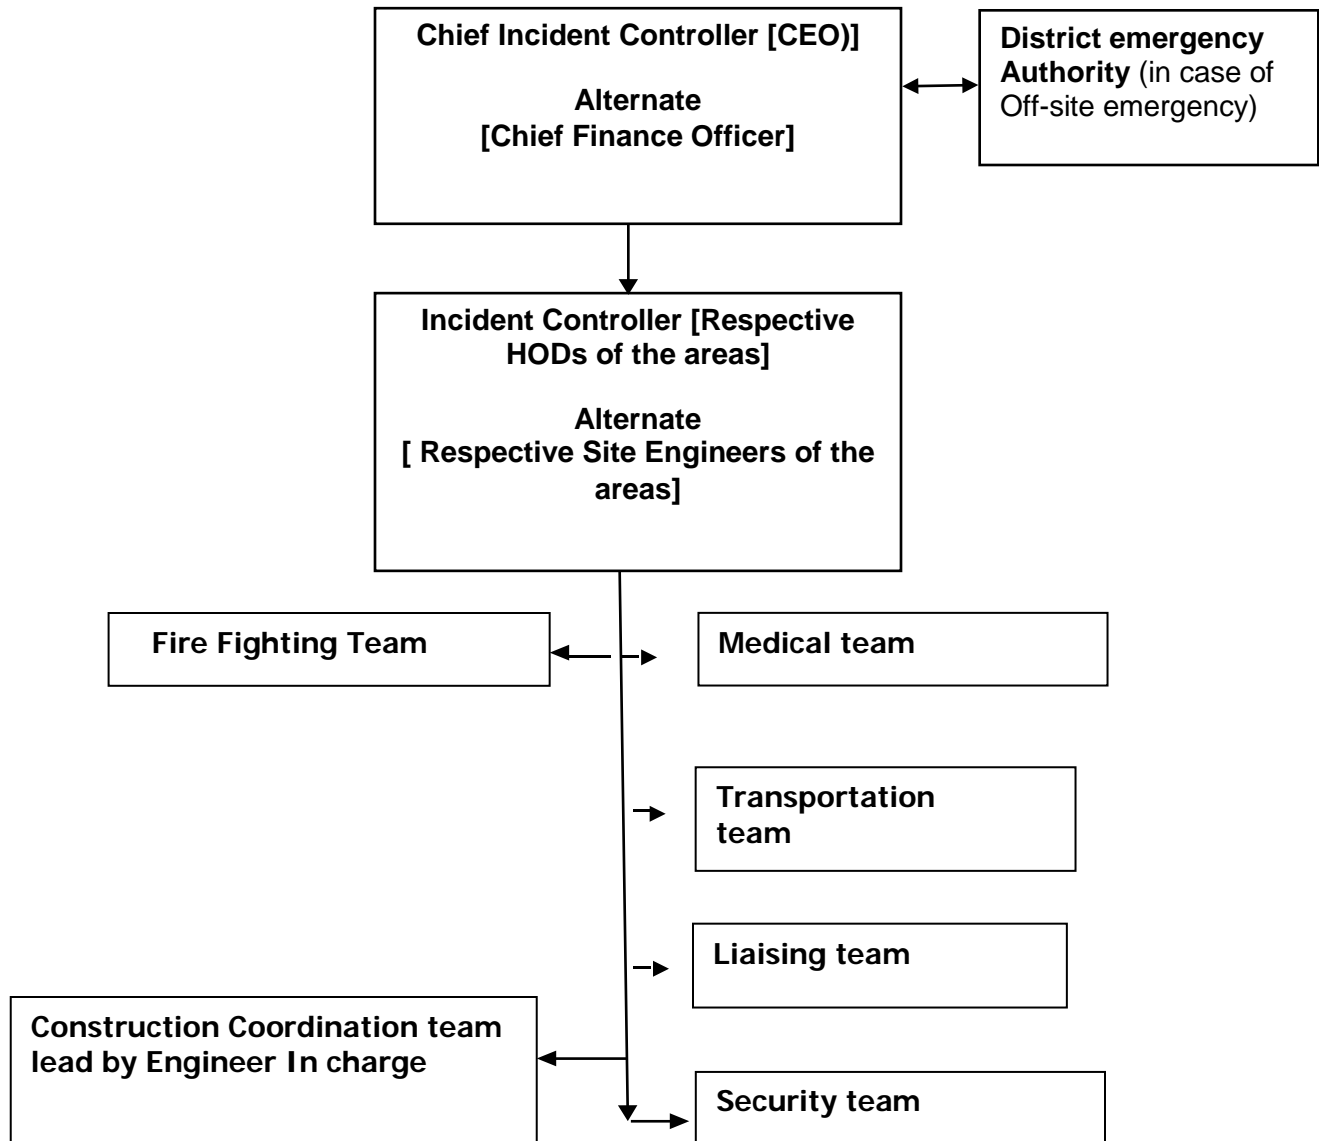 Chief Incident Controller [CEO)]
Alternate
[Chief Finance Officer]
District emergency
Authority (in case of
Off-site emergency)
Incident Controller [Respective
HODs of the areas]
Alternate
[ Respective Site Engineers of the
areas]
Fire Fighting Team
Medical team
Transportation
team
Liaising team
Construction Coordination team
lead by Engineer In charge
Security team